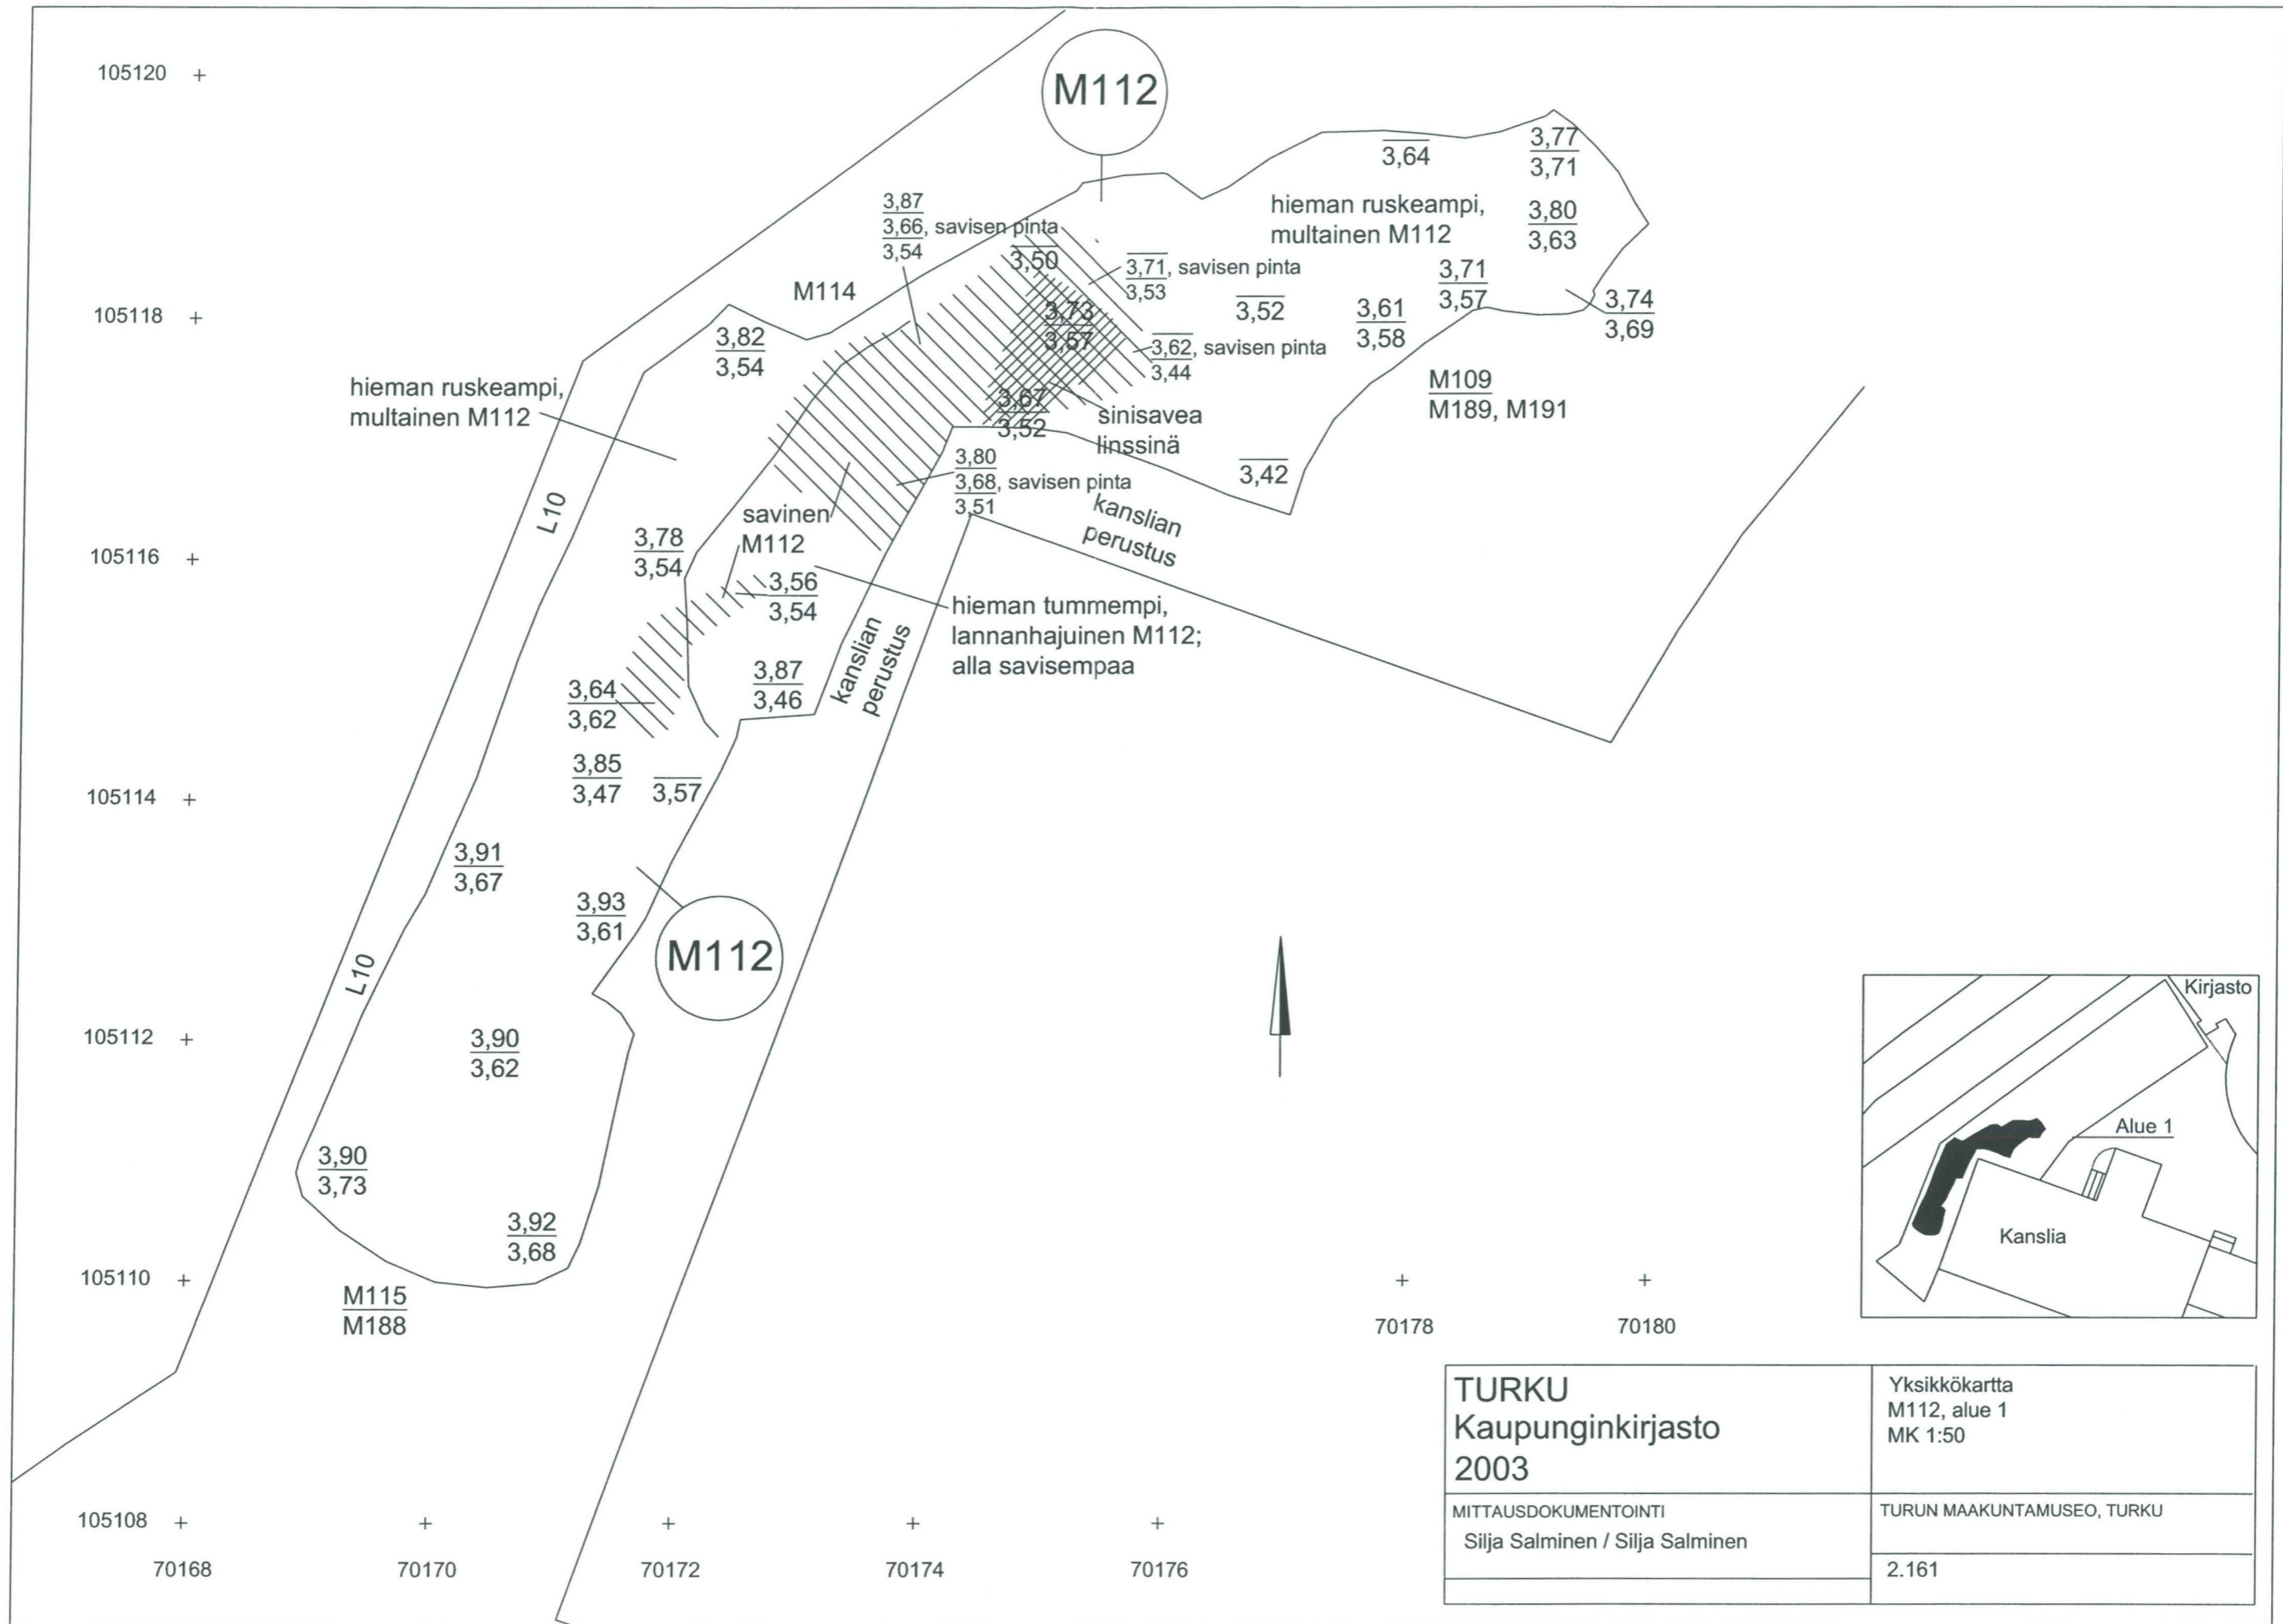 105120
105118
105116
105114
105112
105110
105108
70168
70170
70172
70174
70176
70178
70180
M112
3,87
3,66, savisen pinta
3,54
M114
3,82
3,54
hieman ruskeampi,
multainen M112
L10
L10
3,50
3,73
3,57
3,67
3,52
3,71, savisen pinta
3,53
3,62, savisen pinta
3,44
sinisavea
linssinä
3,64
3,77
3,71
hieman ruskeampi,
multainen M112
3,80
3,63
3,71
3,57
3,52
3,61
3,58
3,74
3,69
M109
M189, M191
3,42
3,80
3,68, savisen pinta
3,51
kanslian
perustus
savinen
M112
3,78
3,54
3,56
3,54
hieman tummempi,
lannanhajuinen M112;
alla savisempaa
kanslian
perustus
3,87
3,46
3,64
3,62
3,85
3,47
3,57
3,91
3,67
3,93
3,61
M112
3,90
3,62
3,90
3,73
3,92
3,68
M115
M188
Kirjasto
Alue 1
Kanslia
TURKU
Kaupunginkirjasto
2003
Yksikkökartta
M112, alue 1
MK 1:50
MITTAUSDOKUMENTOINTI
Silja Salminen / Silja Salminen
TURUN MAAKUNTAMUSEO, TURKU
2.161